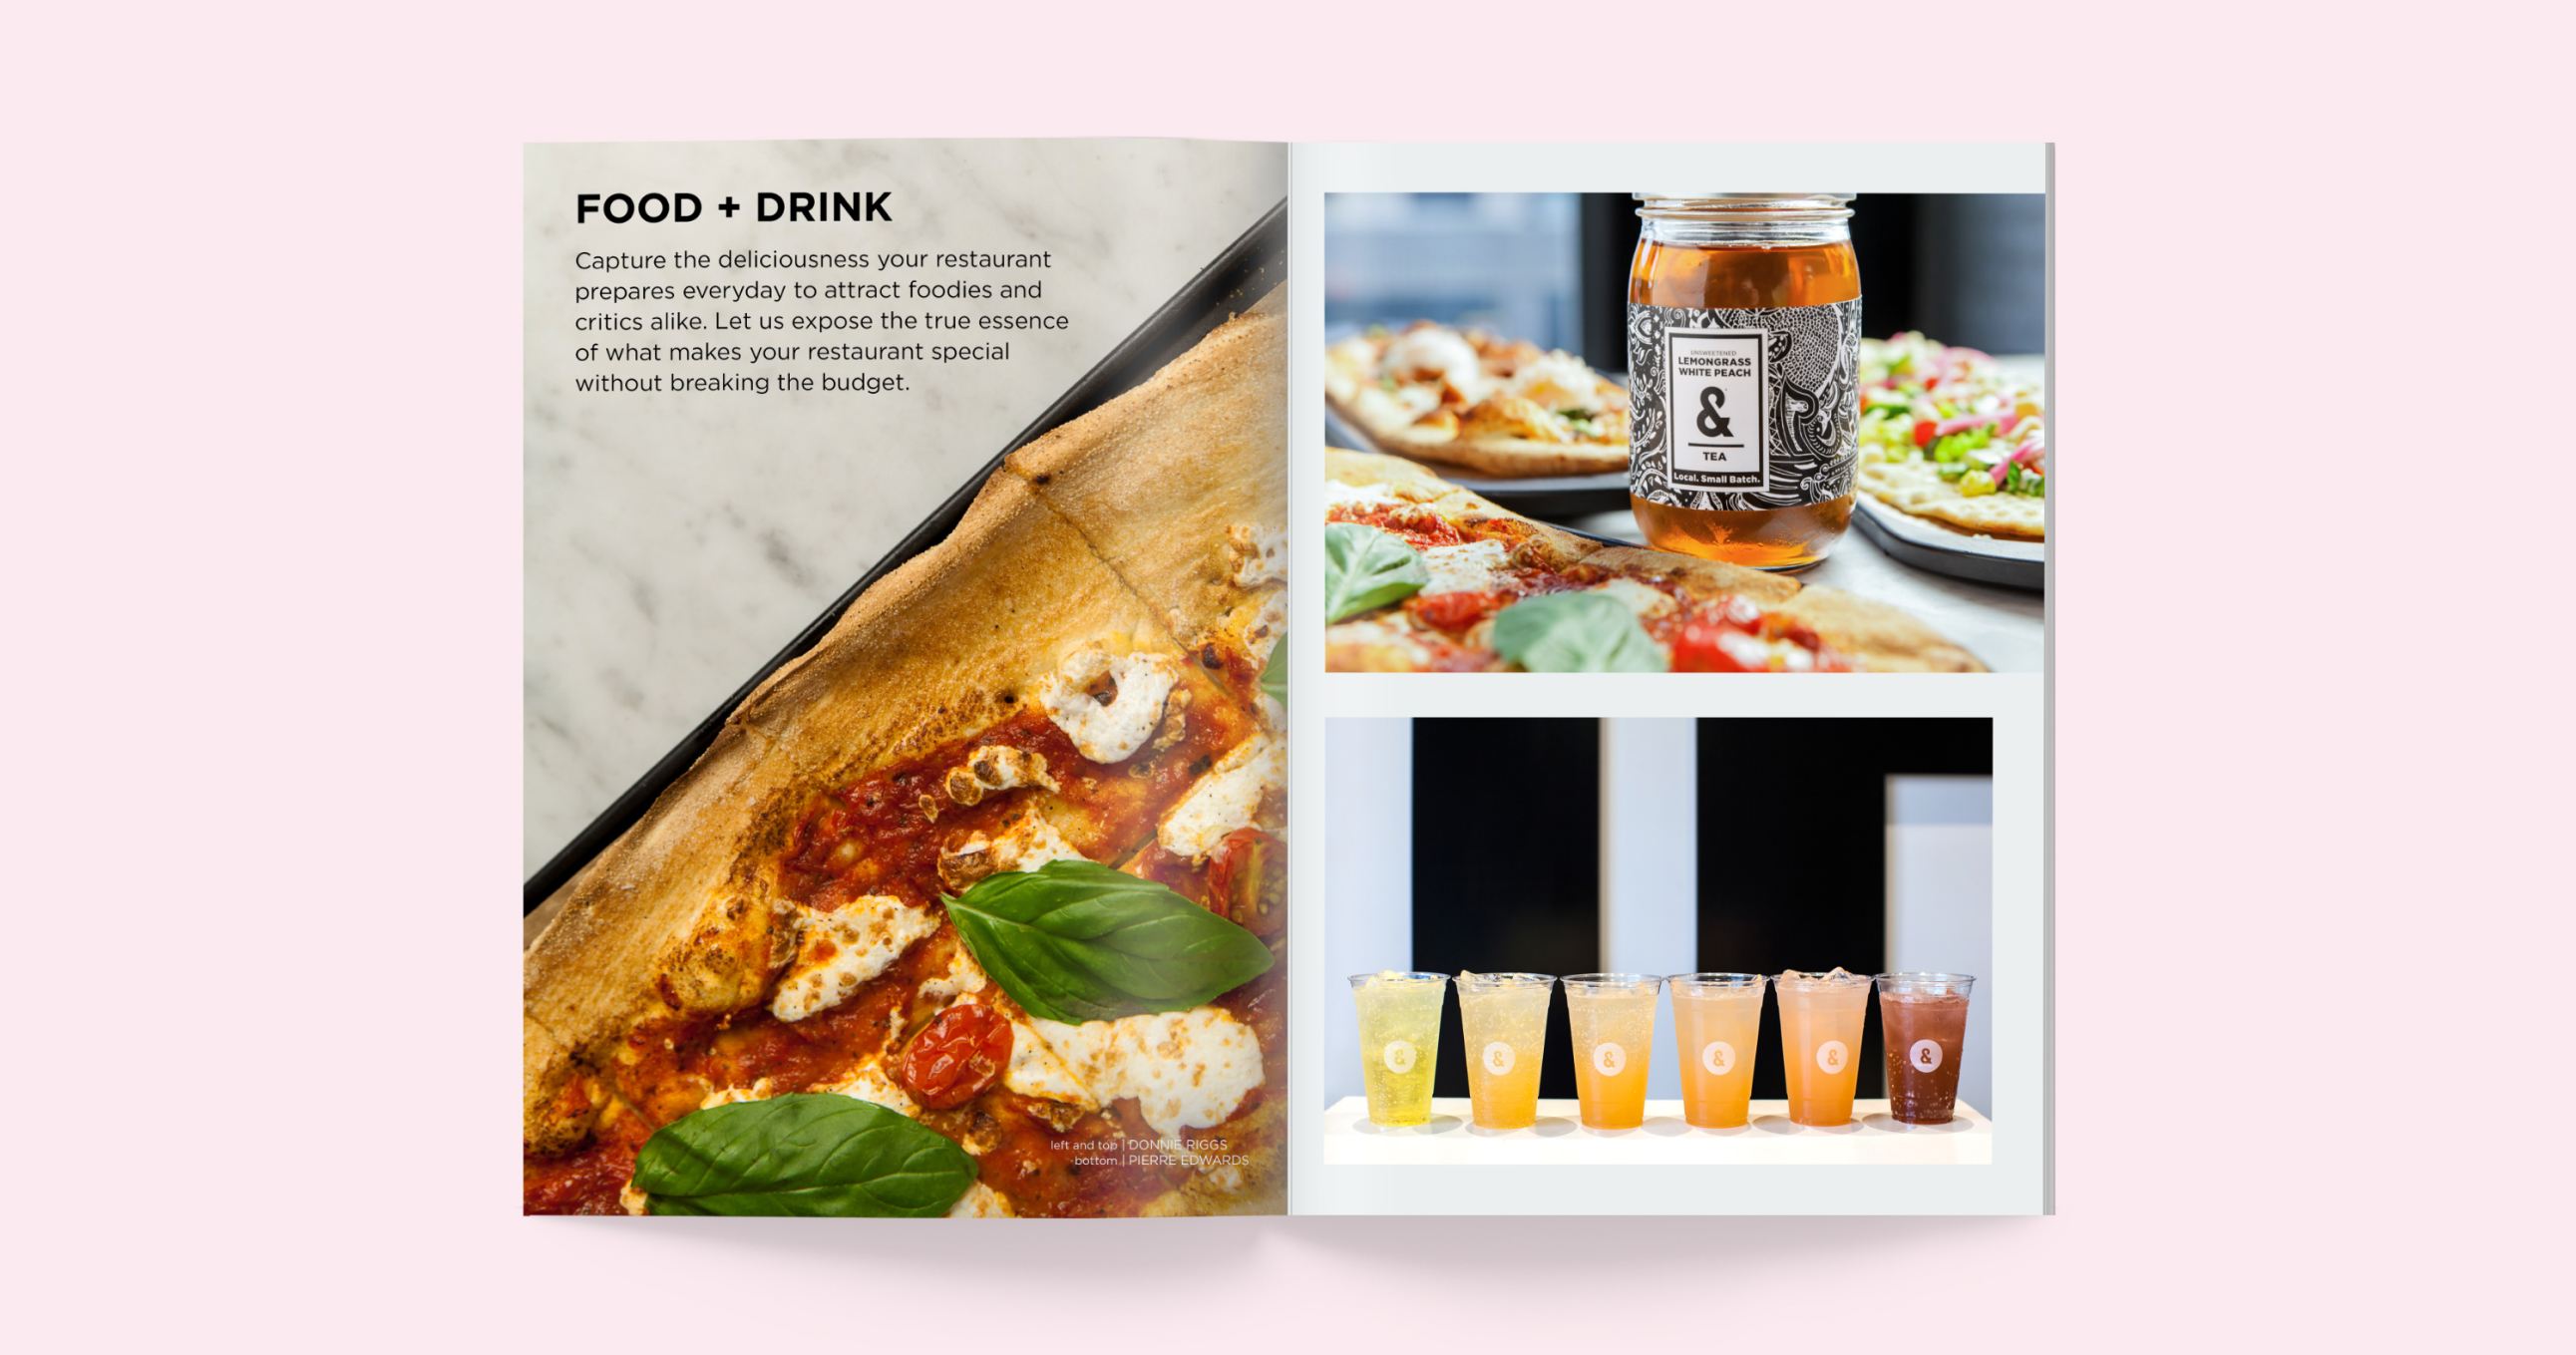 FOOD + DRINK
Capture the deliciousness your restaurant
prepares everyday to attract foodies and
critics alike. Let us expose the true essence
of what makes your restaurant special
without breaking the budget.
left and top | DONNIE RIGGS
bottom | PIERRE EDWARDS
UNSWEETENED
LEMONGRASS
WHITE PEACH
&
TEA
Local. Small Batch.
& & & & & &